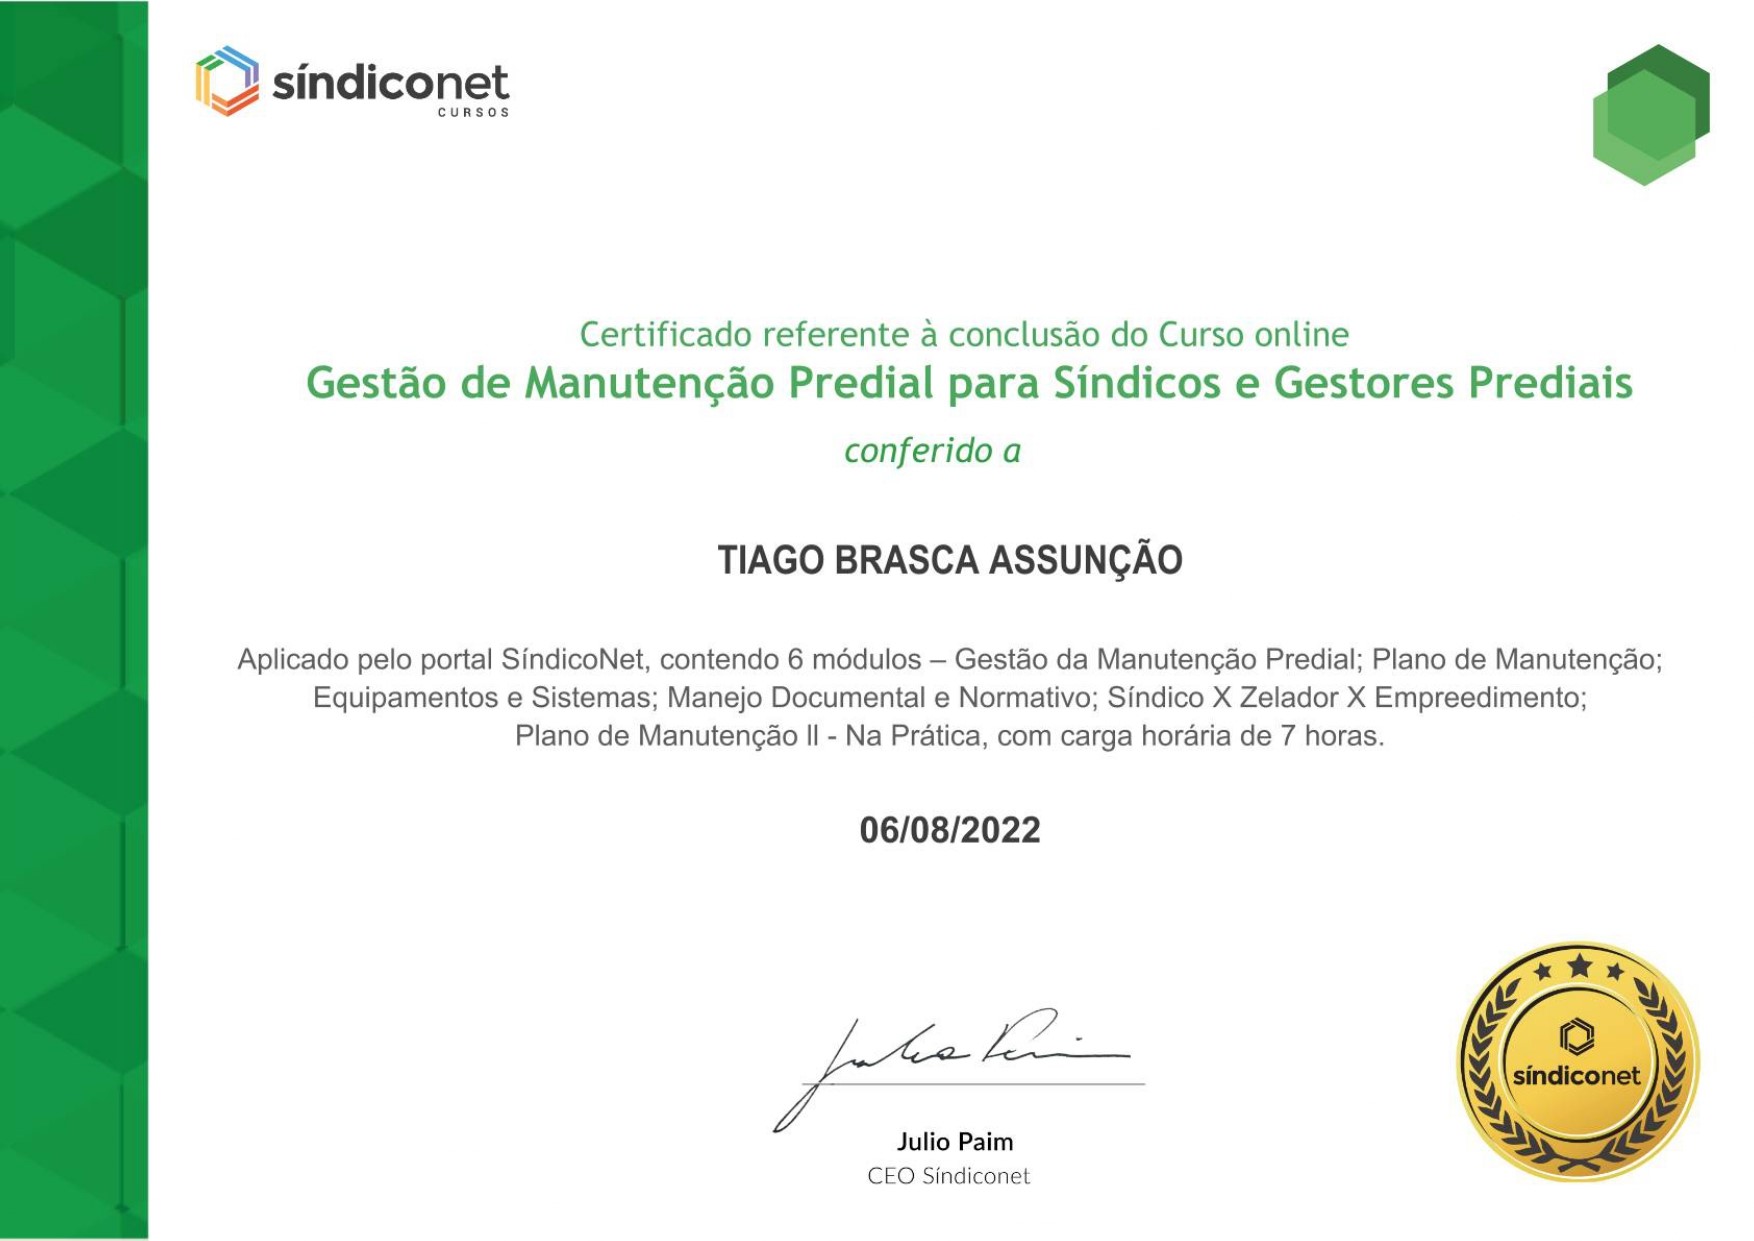 síndiconet
CURSOS
Certificado referente à conclusão do Curso online
Gestão de Manutenção Predial para Síndicos e Gestores Prediais
conferido a
TIAGO BRASCA ASSUNÇÃO
Aplicado pelo portal SíndicoNet, contendo 6 módulos – Gestão da Manutenção Predial; Plano de Manutenção;
Equipamentos e Sistemas; Manejo Documental e Normativo; Síndico X Zelador X Empreedimento;
Plano de Manutenção ll - Na Prática, com carga horária de 7 horas.
06/08/2022
Julio Paim
Julio Paim
CEO Síndiconet
síndiconet